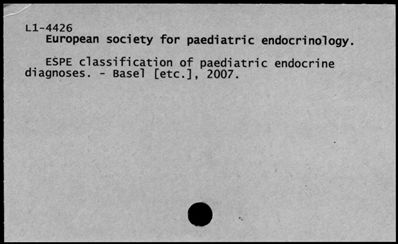 L1-4426
European society for paediatric endocrinology.
ESPE classification of paediatric endocrine
diagnoses. - Basel [etc.], 2007.